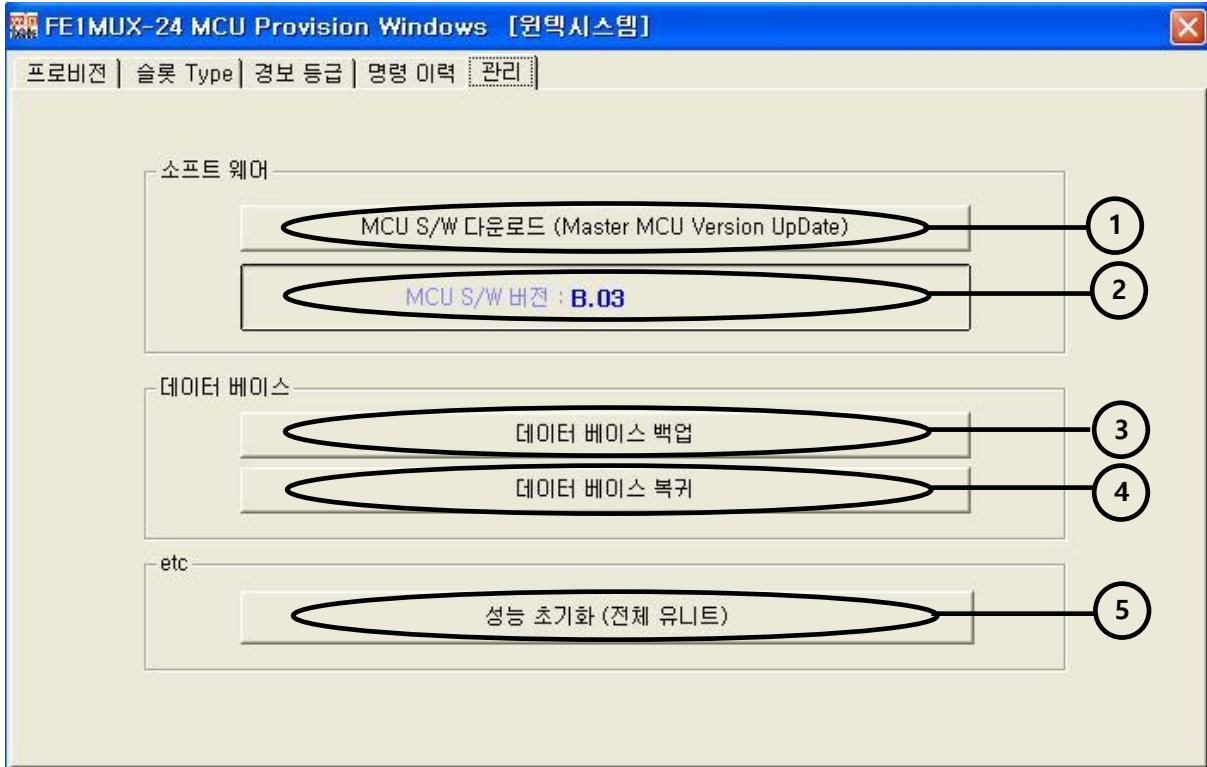 FE1MUX-24 MCU Provision Windows [윈텍시스템]
프로비전 슬롯 Type 경보 등급 명령 이력 관리
소프트 웨어
MCU S/W 다운로드 (Master MCU Version UpDate)
1
MCU S/W 버전 : B.03
2
데이터 베이스
데이터 베이스 백업
3
데이터 베이스 복귀
4
etc
성능 초기화 (전체 유니트)
5